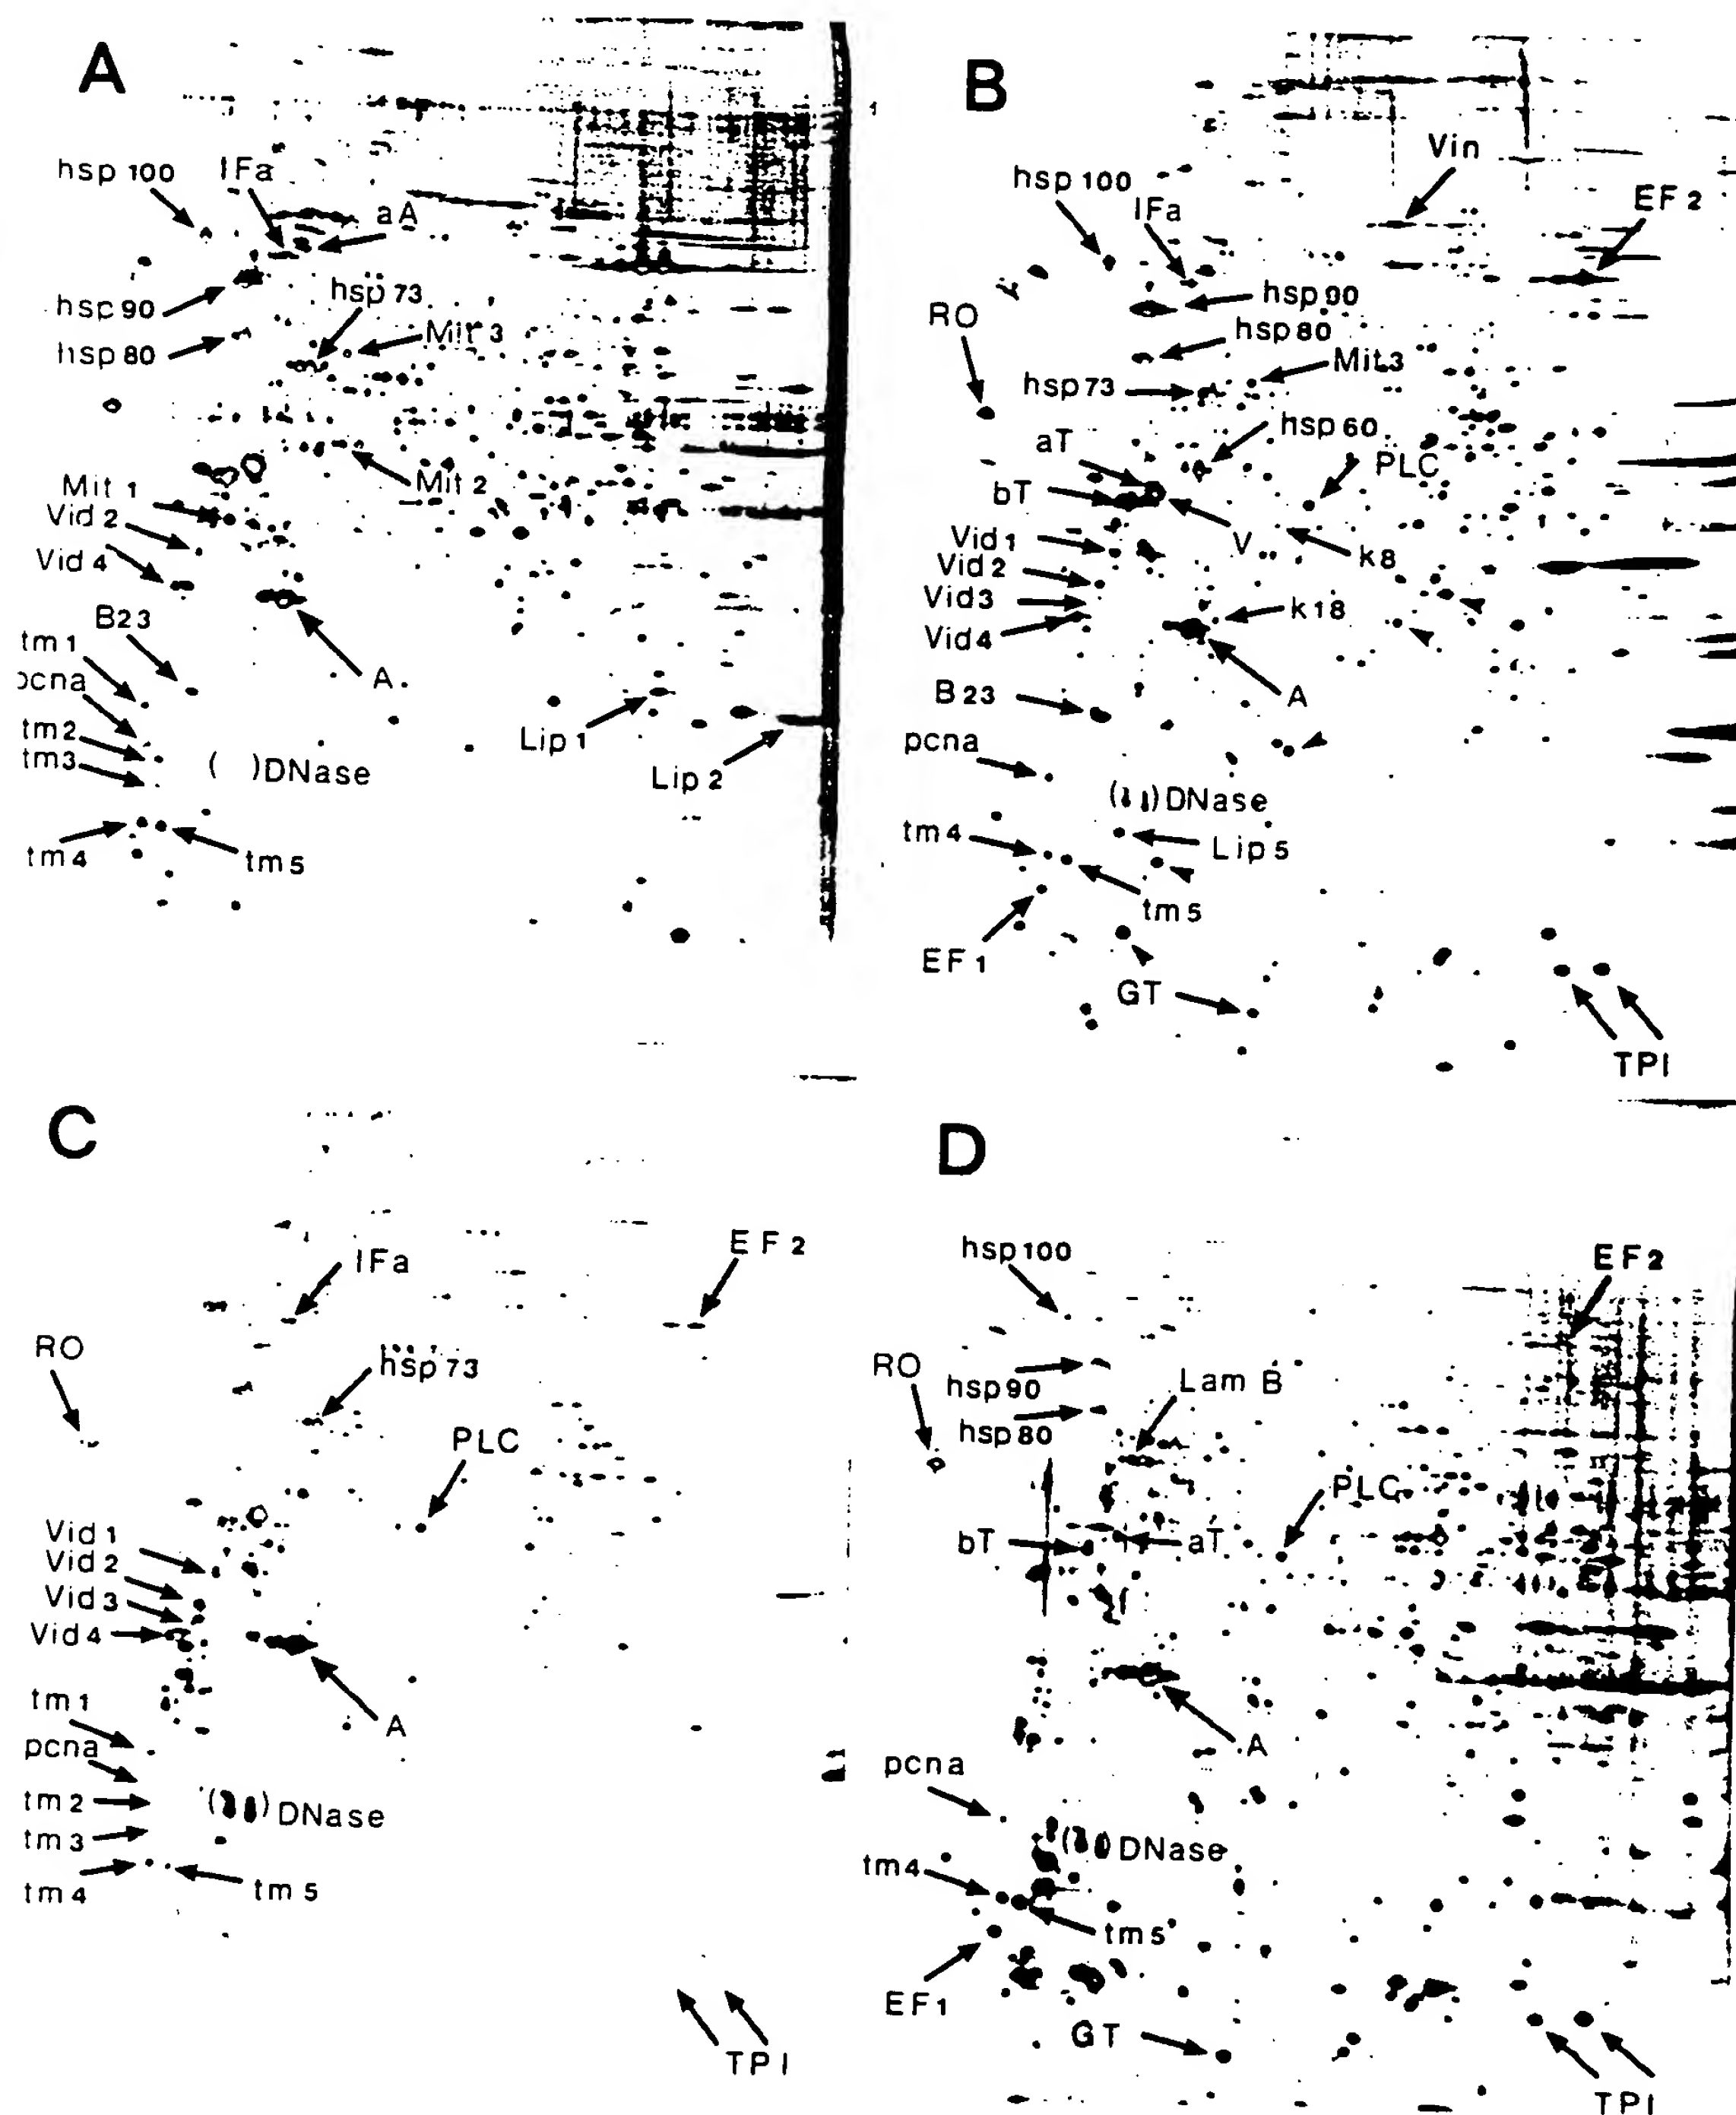 A
hsp 100
IFa
aA
hsp 90
hsp 73
Mit 3
hsp 80
Mit 1
Mit 2
Vid 2
Vid 4
B23
tm 1
pcna
A
tm2
tm3
( )DNase
Lip 1
Lip 2
tm 4
tm 5
B
Vin
hsp 100
IFa
EF 2
hsp 90
RO
hsp 80
Mit3
hsp73
hsp 60
aT
PLC
bT
V
k8
Vid 1
Vid 2
Vid3
k18
Vid4
B 23
A
pcna
( )DNase
tm 4
Lip 5
tm 5
EF 1
GT
TPI
C
EF 2
IFa
RO
hsp 73
PLC
Vid 1
Vid 2
Vid 3
Vid 4
tm 1
A
pcna
tm 2
( )DNase
tm 3
tm 4
tm 5
TPI
D
hsp 100
EF2
RO
hsp 90
Lam B
hsp 80
PLC
bT
aT
A
pcna
( )DNase
tm4
tm 5
EF1
GT
TPI